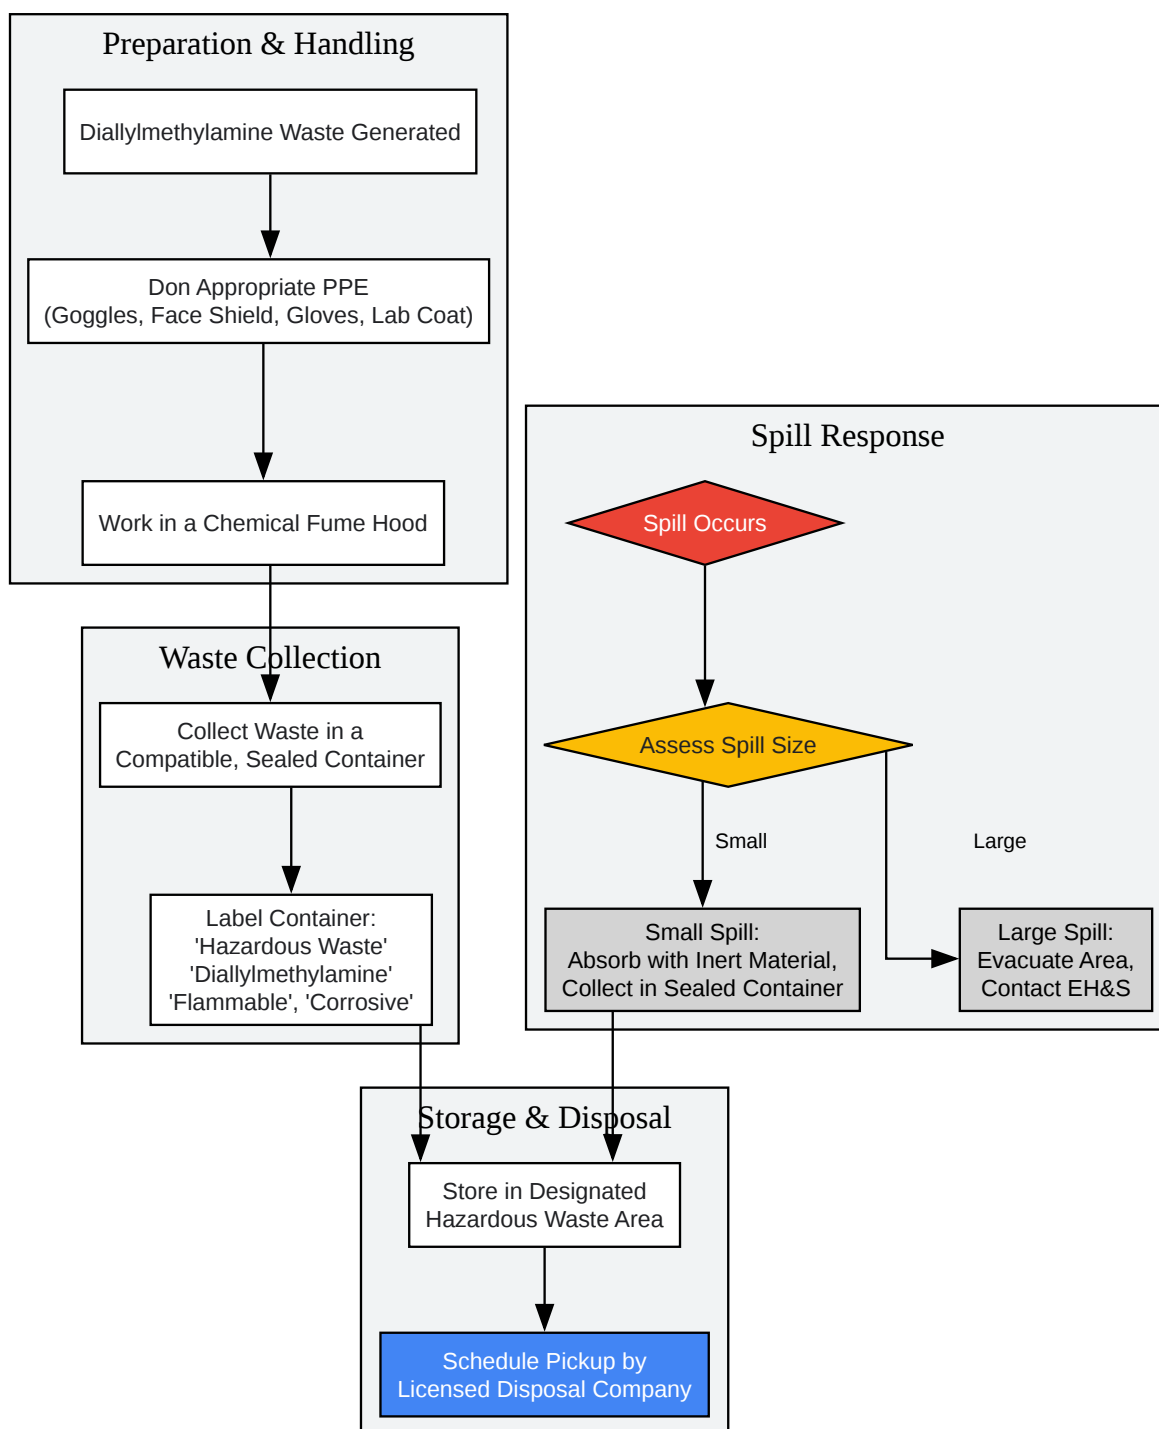 Preparation & Handling
Diallylmethylamine Waste Generated
Don Appropriate PPE
(Goggles, Face Shield, Gloves, Lab Coat)
Work in a Chemical Fume Hood
Waste Collection
Collect Waste in a
Compatible, Sealed Container
Label Container:
'Hazardous Waste'
'Diallylmethylamine'
'Flammable', 'Corrosive'
Spill Response
Spill Occurs
Assess Spill Size
Small
Large
Small Spill:
Absorb with Inert Material,
Collect in Sealed Container
Large Spill:
Evacuate Area,
Contact EH&S
Storage & Disposal
Store in Designated
Hazardous Waste Area
Schedule Pickup by
Licensed Disposal Company